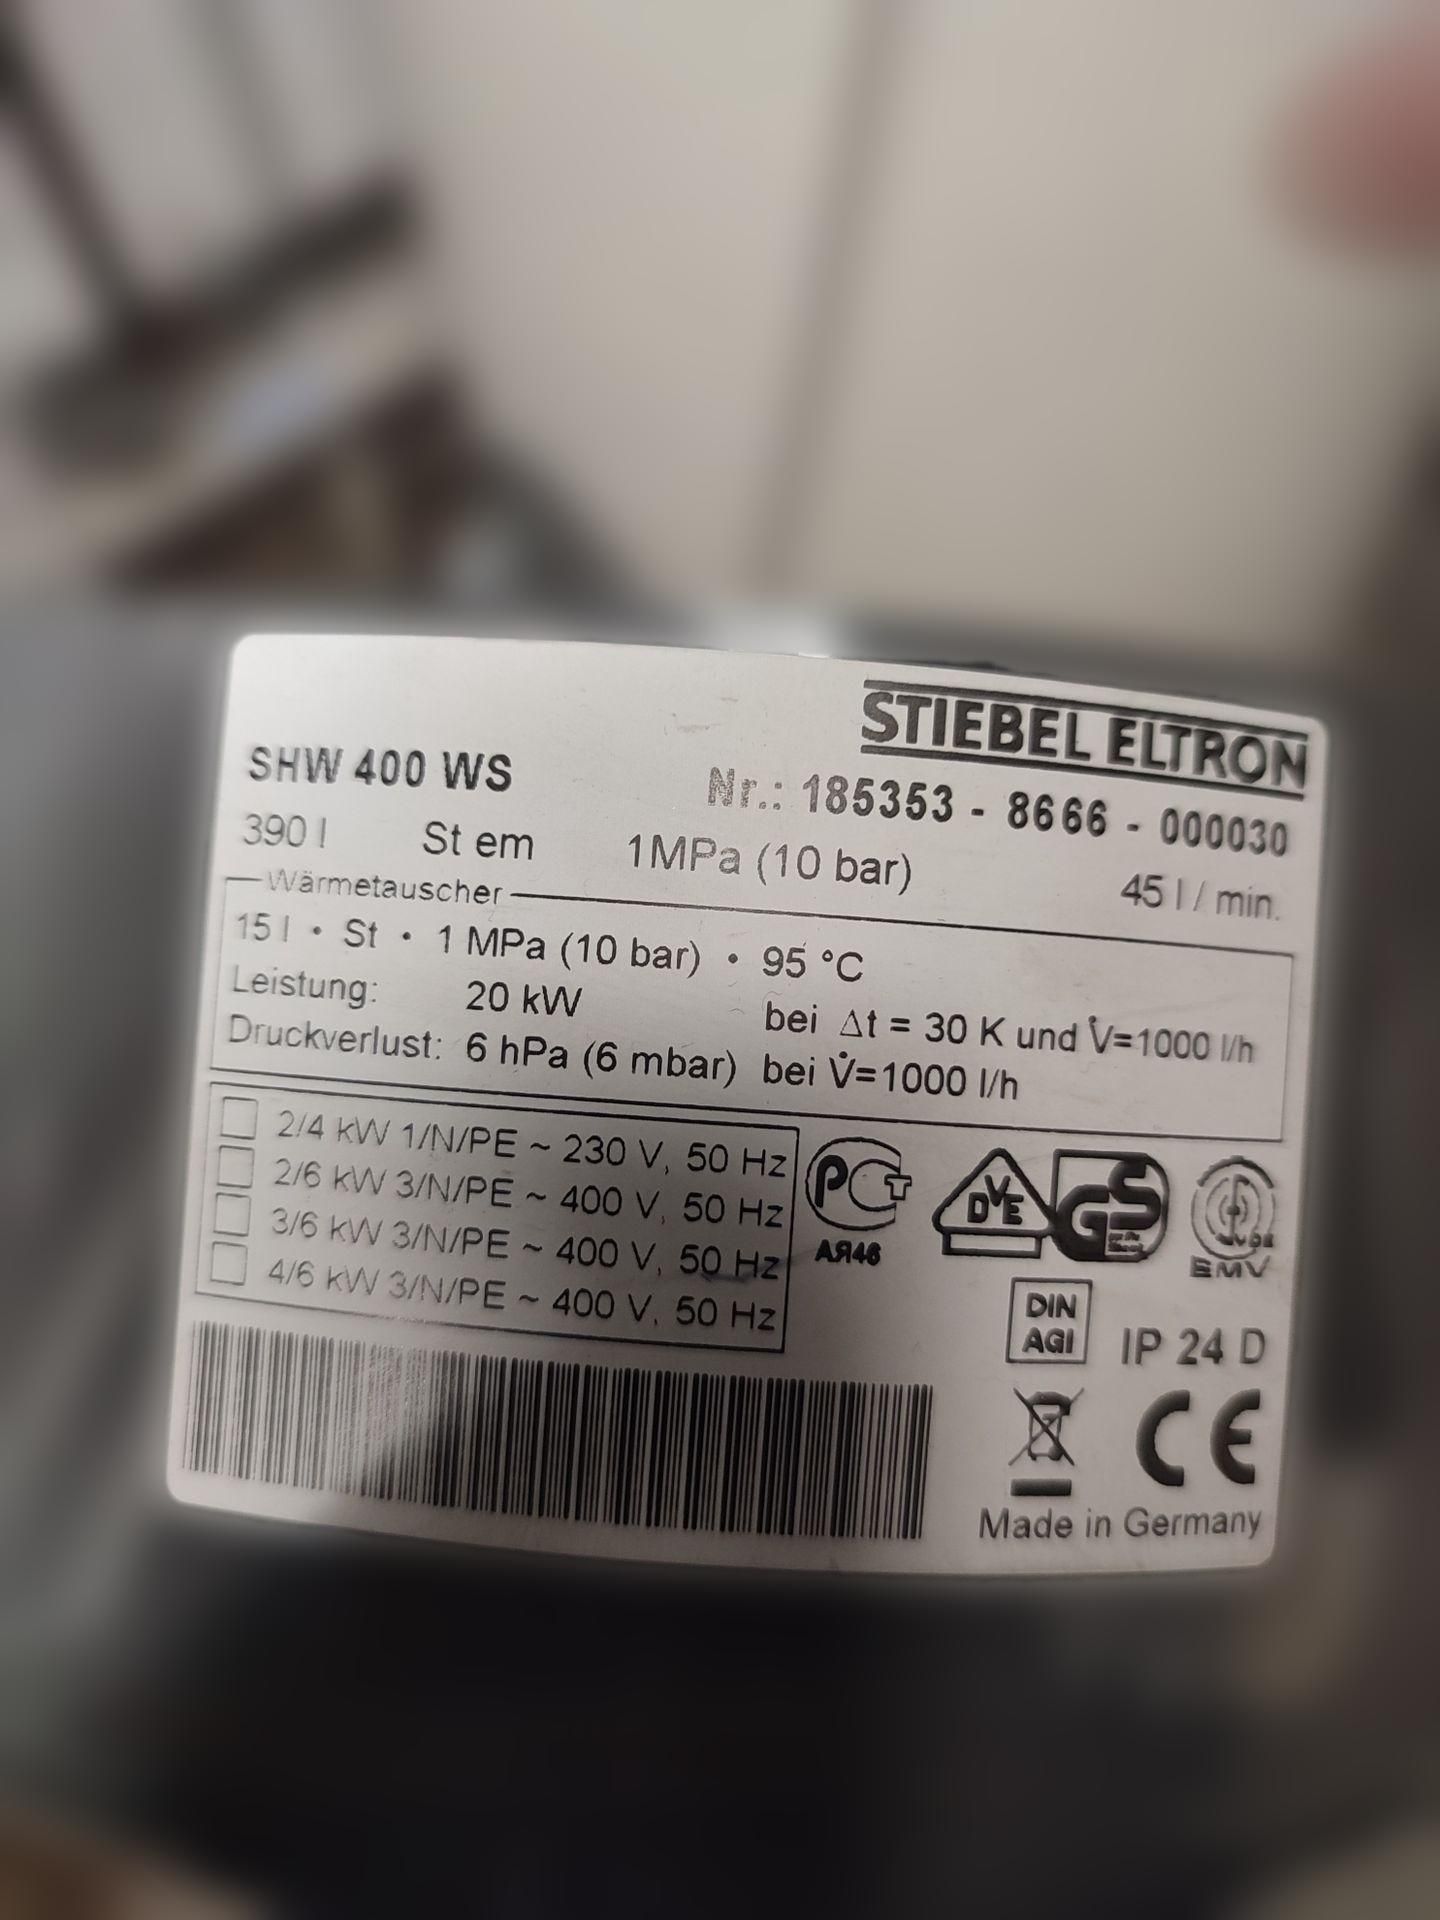 STIEBEL ELTRON
SHW 400 WS Nr.: 185353 - 8666 - 000030
390 l St em 1MPa (10 bar) 45 l / min.
Wärmetauscher
15 l • St • 1 MPa (10 bar) • 95 °C
Leistung: 20 kW bei Δt = 30 K und V̇=1000 l/h
Druckverlust: 6 hPa (6 mbar) bei V̇=1000 l/h
2/4 kW 1/N/PE ~ 230 V, 50 Hz
2/6 kW 3/N/PE ~ 400 V, 50 Hz
3/6 kW 3/N/PE ~ 400 V, 50 Hz
4/6 kW 3/N/PE ~ 400 V, 50 Hz
РСТ
АЯ46
DVE
GS
EMV
DIN
AGI
IP 24 D
CE
Made in Germany